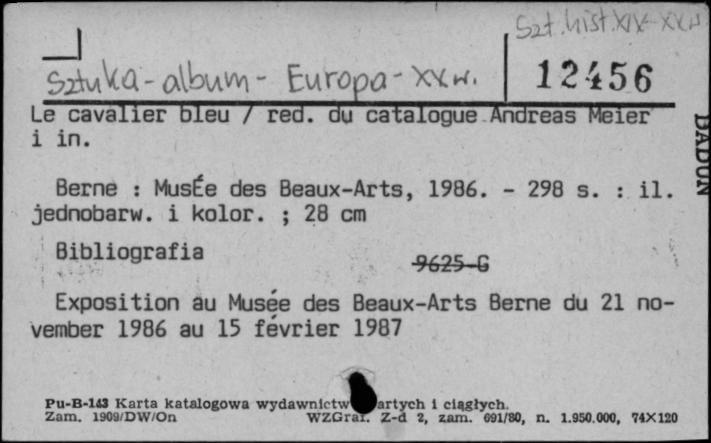 Szt. hist. XIX-XX w
Sztuka - album - Europa - XX w.
12456
Le cavalier bleu / red. du catalogue Andreas Meier
i in.
BADUN
Berne : MusÉe des Beaux-Arts, 1986. - 298 s. : il.
jednobarw. i kolor. ; 28 cm
Bibliografia
9625-G
Exposition au Musée des Beaux-Arts Berne du 21 no-
vember 1986 au 15 février 1987
Pu-B-143 Karta katalogowa wydawnictw artych i ciągłych.
Zam. 1909/DW/On WZGraf. Z-d 2, zam. 691/80, n. 1.950.000, 74X120